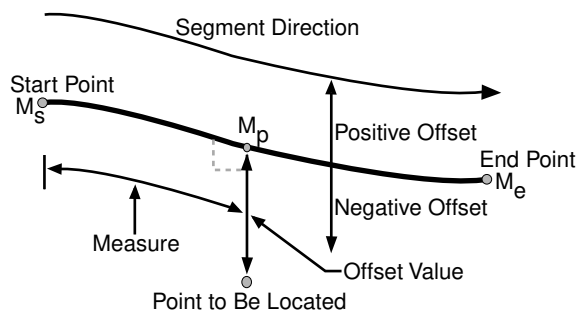 Segment Direction
Start Point
Ms
Mp
Positive Offset
End Point
Me
Negative Offset
Measure
Offset Value
Point to Be Located